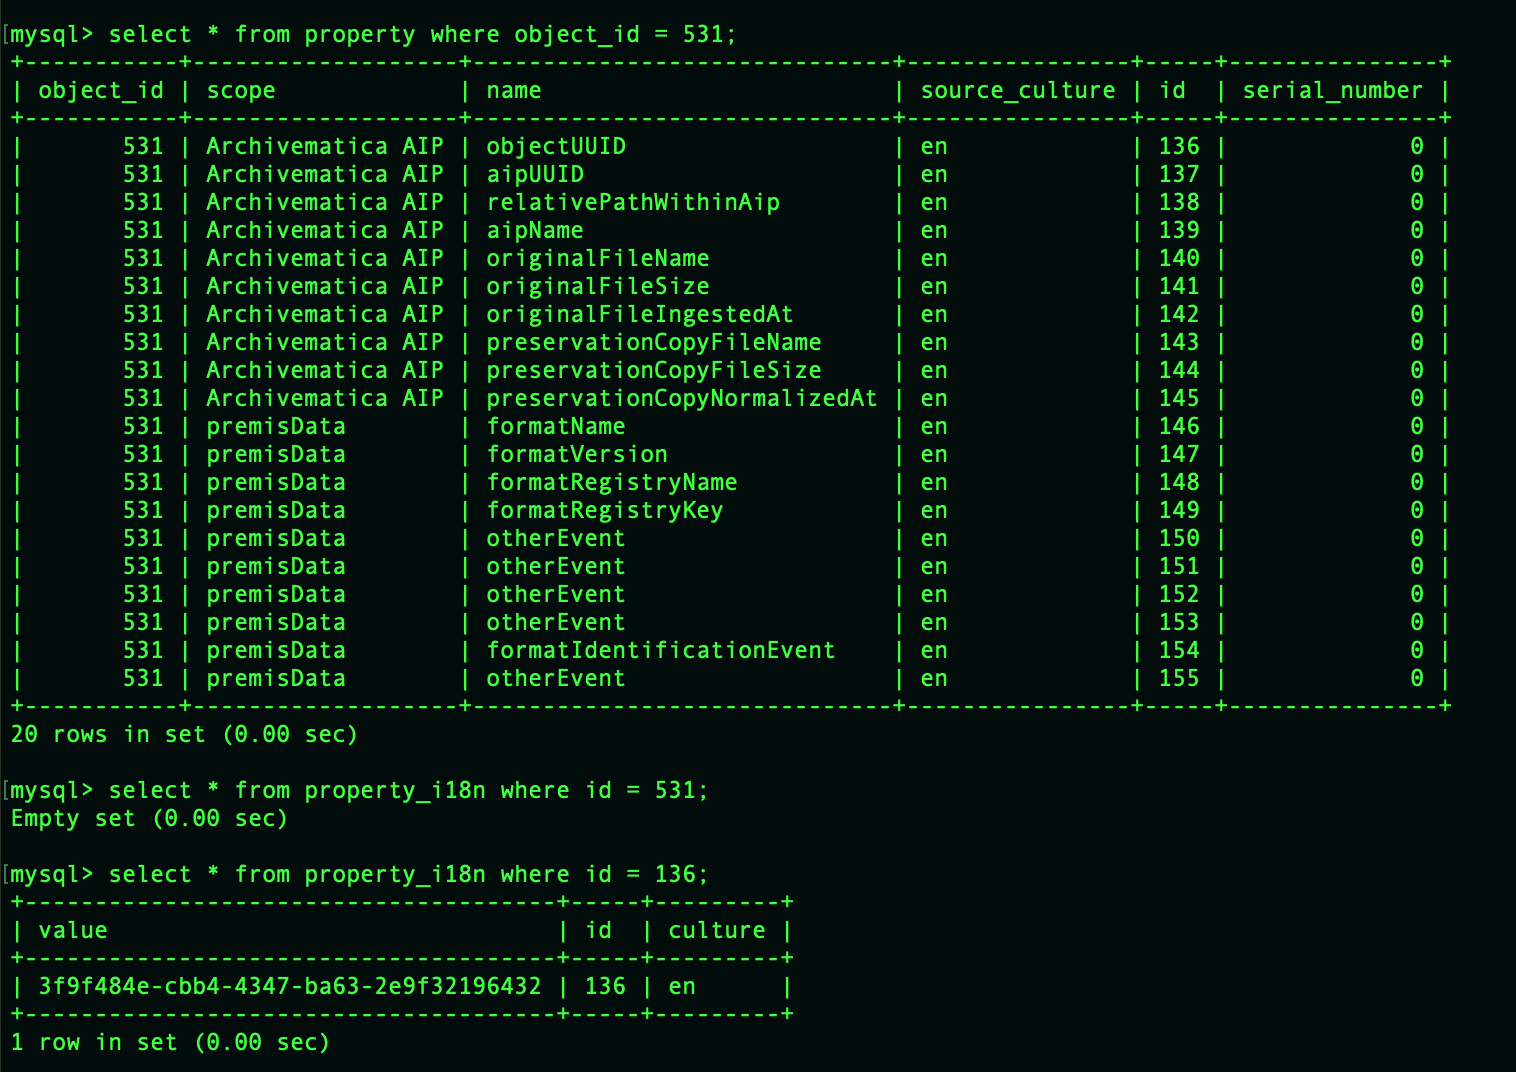 [mysql> select * from property where object_id = 531;
+-----------+-------------------+------------------------------+----------------+-----+---------------+
| object_id | scope             | name                         | source_culture | id  | serial_number |
+-----------+-------------------+------------------------------+----------------+-----+---------------+
|       531 | Archivematica AIP | objectUUID                   | en             | 136 |             0 |
|       531 | Archivematica AIP | aipUUID                      | en             | 137 |             0 |
|       531 | Archivematica AIP | relativePathWithinAip        | en             | 138 |             0 |
|       531 | Archivematica AIP | aipName                      | en             | 139 |             0 |
|       531 | Archivematica AIP | originalFileName             | en             | 140 |             0 |
|       531 | Archivematica AIP | originalFileSize             | en             | 141 |             0 |
|       531 | Archivematica AIP | originalFileIngestedAt       | en             | 142 |             0 |
|       531 | Archivematica AIP | preservationCopyFileName     | en             | 143 |             0 |
|       531 | Archivematica AIP | preservationCopyFileSize     | en             | 144 |             0 |
|       531 | Archivematica AIP | preservationCopyNormalizedAt | en             | 145 |             0 |
|       531 | premisData        | formatName                   | en             | 146 |             0 |
|       531 | premisData        | formatVersion                | en             | 147 |             0 |
|       531 | premisData        | formatRegistryName           | en             | 148 |             0 |
|       531 | premisData        | formatRegistryKey            | en             | 149 |             0 |
|       531 | premisData        | otherEvent                   | en             | 150 |             0 |
|       531 | premisData        | otherEvent                   | en             | 151 |             0 |
|       531 | premisData        | otherEvent                   | en             | 152 |             0 |
|       531 | premisData        | otherEvent                   | en             | 153 |             0 |
|       531 | premisData        | formatIdentificationEvent    | en             | 154 |             0 |
|       531 | premisData        | otherEvent                   | en             | 155 |             0 |
+-----------+-------------------+------------------------------+----------------+-----+---------------+
20 rows in set (0.00 sec)
[mysql> select * from property_i18n where id = 531;
Empty set (0.00 sec)
[mysql> select * from property_i18n where id = 136;
+--------------------------------------+-----+---------+
| value                                | id  | culture |
+--------------------------------------+-----+---------+
| 3f9f484e-cbb4-4347-ba63-2e9f32196432 | 136 | en      |
+--------------------------------------+-----+---------+
1 row in set (0.00 sec)